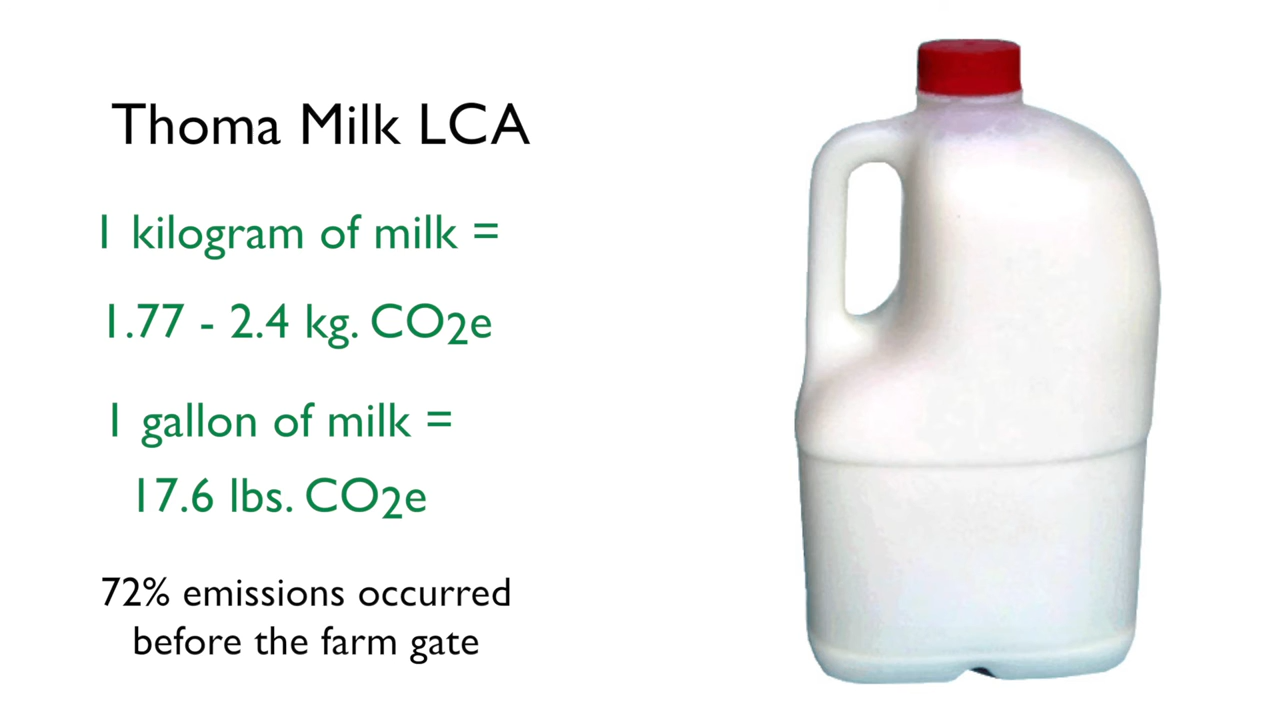 Thoma Milk LCA
1 kilogram of milk =
1.77 - 2.4 kg. CO2e
1 gallon of milk =
17.6 lbs. CO2e
72% emissions occurred
before the farm gate